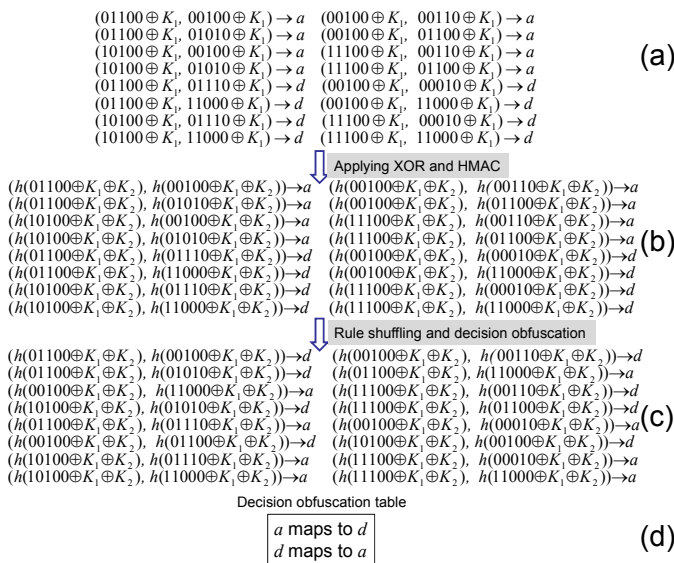 (01100⊕K₁, 00100⊕K₁)→a (00100⊕K₁, 00110⊕K₁)→a
(01100⊕K₁, 01010⊕K₁)→a (00100⊕K₁, 01100⊕K₁)→a
(10100⊕K₁, 00100⊕K₁)→a (11100⊕K₁, 00110⊕K₁)→a
(10100⊕K₁, 01010⊕K₁)→a (11100⊕K₁, 01100⊕K₁)→a
(01100⊕K₁, 01110⊕K₁)→d (00100⊕K₁, 00010⊕K₁)→d
(01100⊕K₁, 11000⊕K₁)→d (00100⊕K₁, 11000⊕K₁)→d
(10100⊕K₁, 01110⊕K₁)→d (11100⊕K₁, 00010⊕K₁)→d
(10100⊕K₁, 11000⊕K₁)→d (11100⊕K₁, 11000⊕K₁)→d
(a)
Applying XOR and HMAC
(h(01100⊕K₁⊕K₂), h(00100⊕K₁⊕K₂))→a (h(00100⊕K₁⊕K₂), h(00110⊕K₁⊕K₂))→a
(h(01100⊕K₁⊕K₂), h(01010⊕K₁⊕K₂))→a (h(00100⊕K₁⊕K₂), h(01100⊕K₁⊕K₂))→a
(h(10100⊕K₁⊕K₂), h(00100⊕K₁⊕K₂))→a (h(11100⊕K₁⊕K₂), h(00110⊕K₁⊕K₂))→a
(h(10100⊕K₁⊕K₂), h(01010⊕K₁⊕K₂))→a (h(11100⊕K₁⊕K₂), h(01100⊕K₁⊕K₂))→a
(h(01100⊕K₁⊕K₂), h(01110⊕K₁⊕K₂))→d (h(00100⊕K₁⊕K₂), h(00010⊕K₁⊕K₂))→d
(h(01100⊕K₁⊕K₂), h(11000⊕K₁⊕K₂))→d (h(00100⊕K₁⊕K₂), h(11000⊕K₁⊕K₂))→d
(h(10100⊕K₁⊕K₂), h(01110⊕K₁⊕K₂))→d (h(11100⊕K₁⊕K₂), h(00010⊕K₁⊕K₂))→d
(h(10100⊕K₁⊕K₂), h(11000⊕K₁⊕K₂))→d (h(11100⊕K₁⊕K₂), h(11000⊕K₁⊕K₂))→d
(b)
Rule shuffling and decision obfuscation
(h(01100⊕K₁⊕K₂), h(00100⊕K₁⊕K₂))→d (h(00100⊕K₁⊕K₂), h(00110⊕K₁⊕K₂))→d
(h(01100⊕K₁⊕K₂), h(01010⊕K₁⊕K₂))→d (h(01100⊕K₁⊕K₂), h(11000⊕K₁⊕K₂))→a
(h(00100⊕K₁⊕K₂), h(11000⊕K₁⊕K₂))→a (h(11100⊕K₁⊕K₂), h(00110⊕K₁⊕K₂))→d
(h(10100⊕K₁⊕K₂), h(01010⊕K₁⊕K₂))→d (h(11100⊕K₁⊕K₂), h(01100⊕K₁⊕K₂))→d
(h(01100⊕K₁⊕K₂), h(01110⊕K₁⊕K₂))→a (h(00100⊕K₁⊕K₂), h(00010⊕K₁⊕K₂))→a
(h(00100⊕K₁⊕K₂), h(01100⊕K₁⊕K₂))→d (h(10100⊕K₁⊕K₂), h(00100⊕K₁⊕K₂))→d
(h(10100⊕K₁⊕K₂), h(01110⊕K₁⊕K₂))→a (h(11100⊕K₁⊕K₂), h(00010⊕K₁⊕K₂))→a
(h(10100⊕K₁⊕K₂), h(11000⊕K₁⊕K₂))→a (h(11100⊕K₁⊕K₂), h(11000⊕K₁⊕K₂))→a
(c)
Decision obfuscation table
a maps to d
d maps to a
(d)